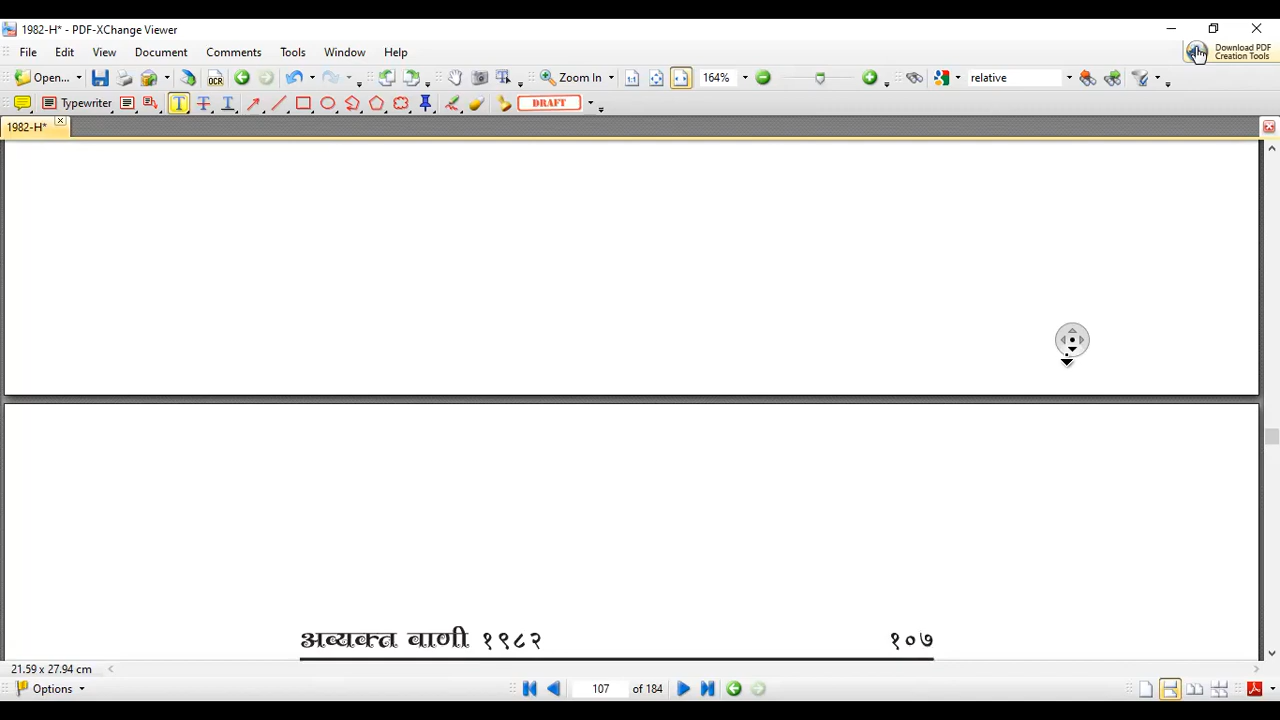 1982-H* - PDF-XChange Viewer
File Edit View Document Comments Tools Window Help
Download PDF
Creation Tools
Open... OCR Zoom In 164% relative
Typewriter DRAFT
1982-H*
अव्यक्त वाणी १९८२ १०७
21.59 x 27.94 cm
Options 107 of 184